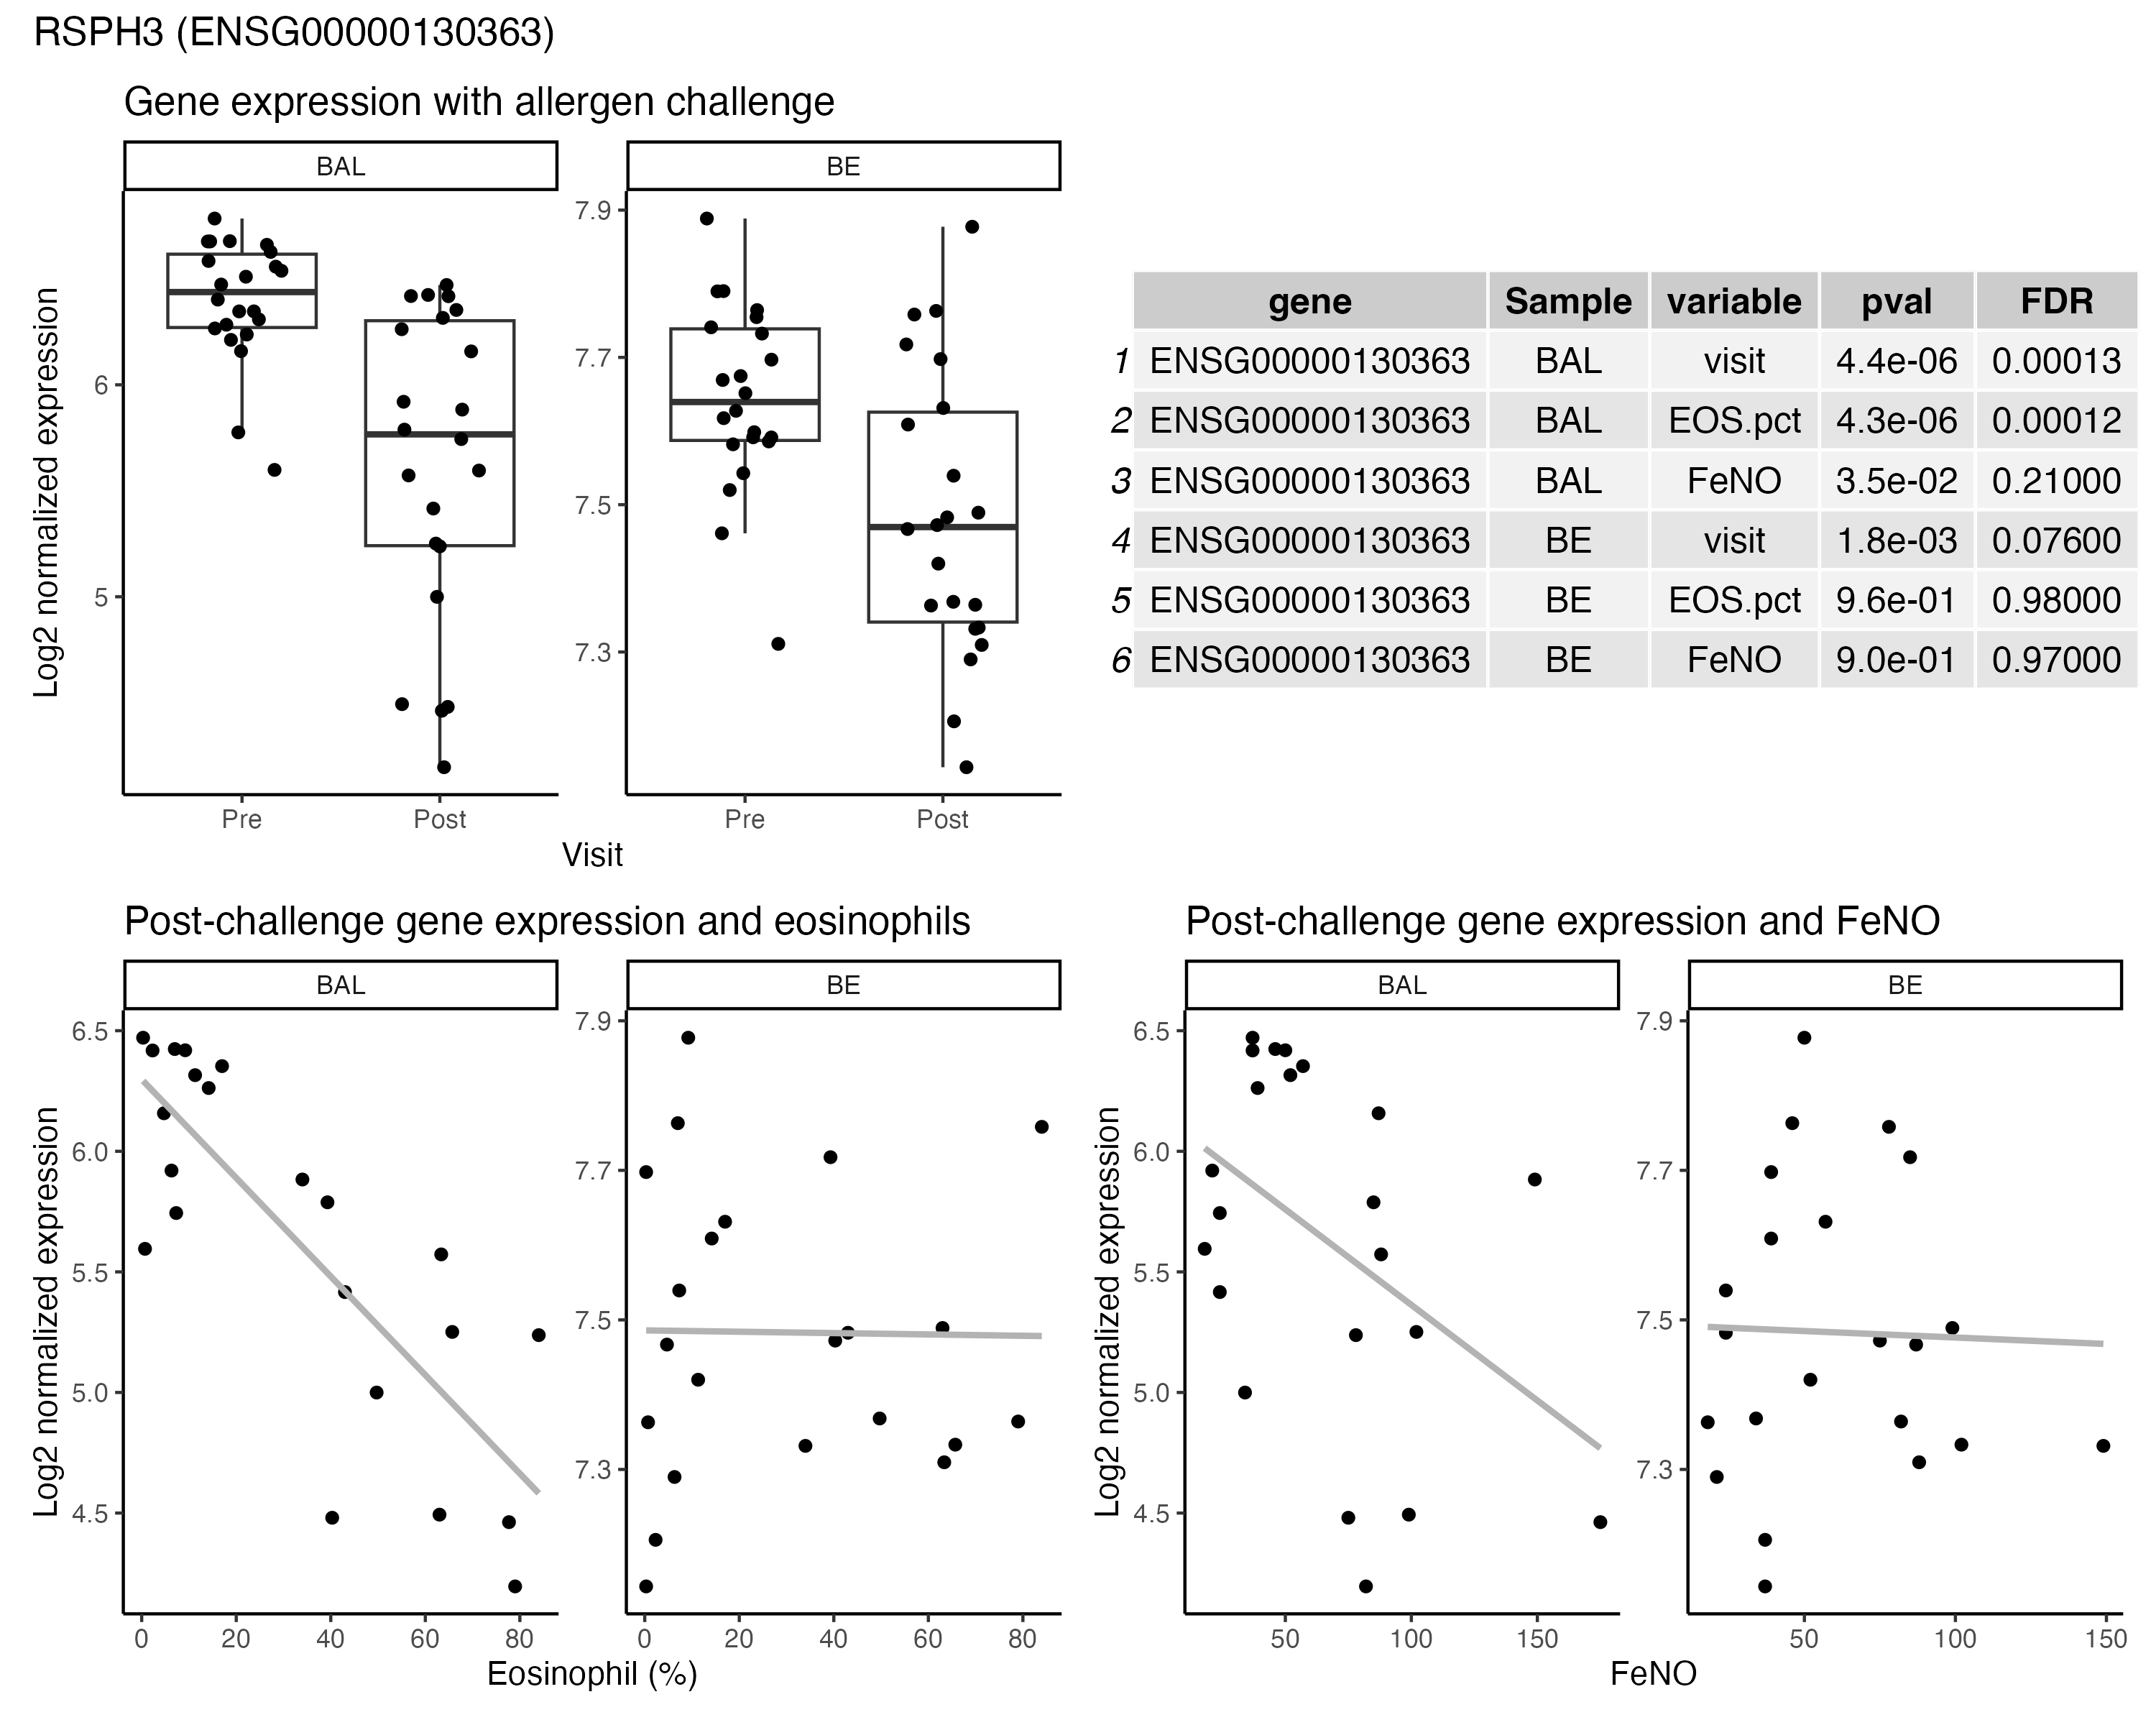 RSPH3 (ENSG00000130363)
Gene expression with allergen challenge
BAL
BE
Log2 normalized expression
6
5
7.9
7.7
7.5
7.3
Pre
Post
Pre
Post
Visit
gene Sample variable pval FDR
1 ENSG00000130363 BAL visit 4.4e-06 0.00013
2 ENSG00000130363 BAL EOS.pct 4.3e-06 0.00012
3 ENSG00000130363 BAL FeNO 3.5e-02 0.21000
4 ENSG00000130363 BE visit 1.8e-03 0.07600
5 ENSG00000130363 BE EOS.pct 9.6e-01 0.98000
6 ENSG00000130363 BE FeNO 9.0e-01 0.97000
Post-challenge gene expression and eosinophils
BAL
BE
Log2 normalized expression
6.5
6.0
5.5
5.0
4.5
7.9
7.7
7.5
7.3
0 20 40 60 80
0 20 40 60 80
Eosinophil (%)
Post-challenge gene expression and FeNO
BAL
BE
Log2 normalized expression
6.5
6.0
5.5
5.0
4.5
7.9
7.7
7.5
7.3
50 100 150
50 100 150
FeNO